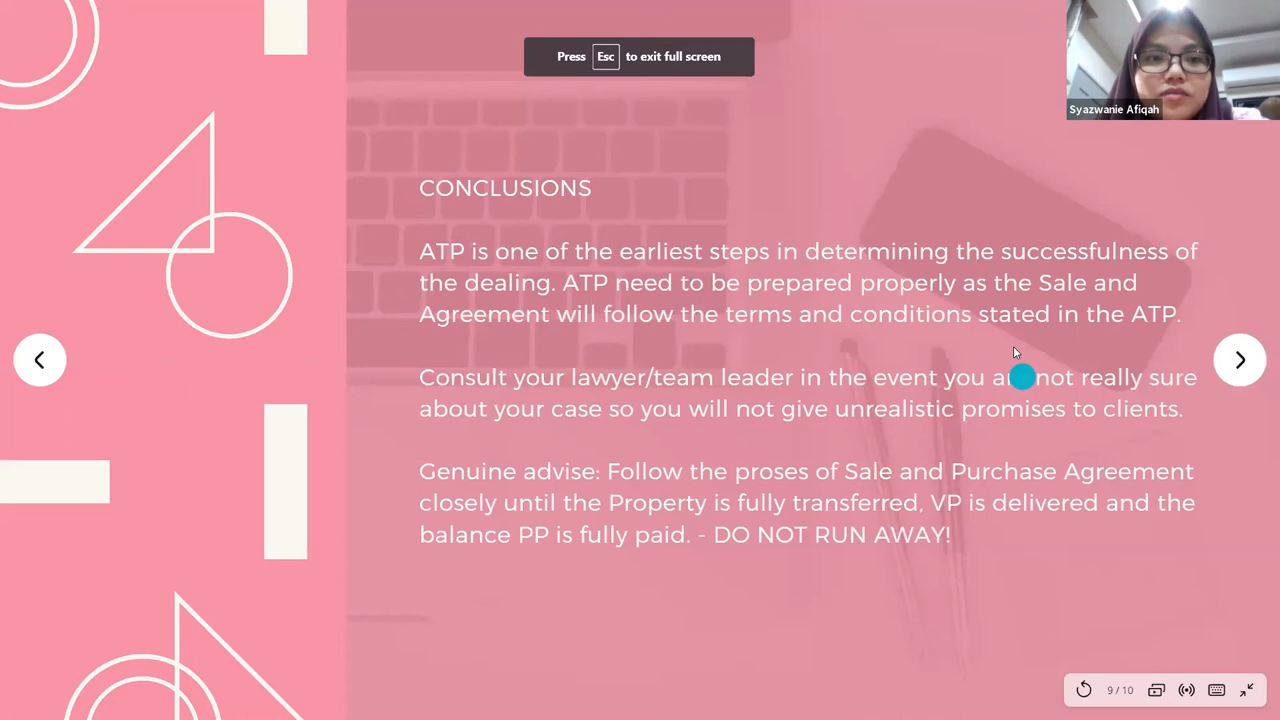 Press Esc to exit full screen
Syazwanie Afiqah
CONCLUSIONS
ATP is one of the earliest steps in determining the successfulness of
the dealing. ATP need to be prepared properly as the Sale and
Agreement will follow the terms and conditions stated in the ATP.
Consult your lawyer/team leader in the event you are not really sure
about your case so you will not give unrealistic promises to clients.
Genuine advise: Follow the proses of Sale and Purchase Agreement
closely until the Property is fully transferred, VP is delivered and the
balance PP is fully paid. - DO NOT RUN AWAY!
9 / 10